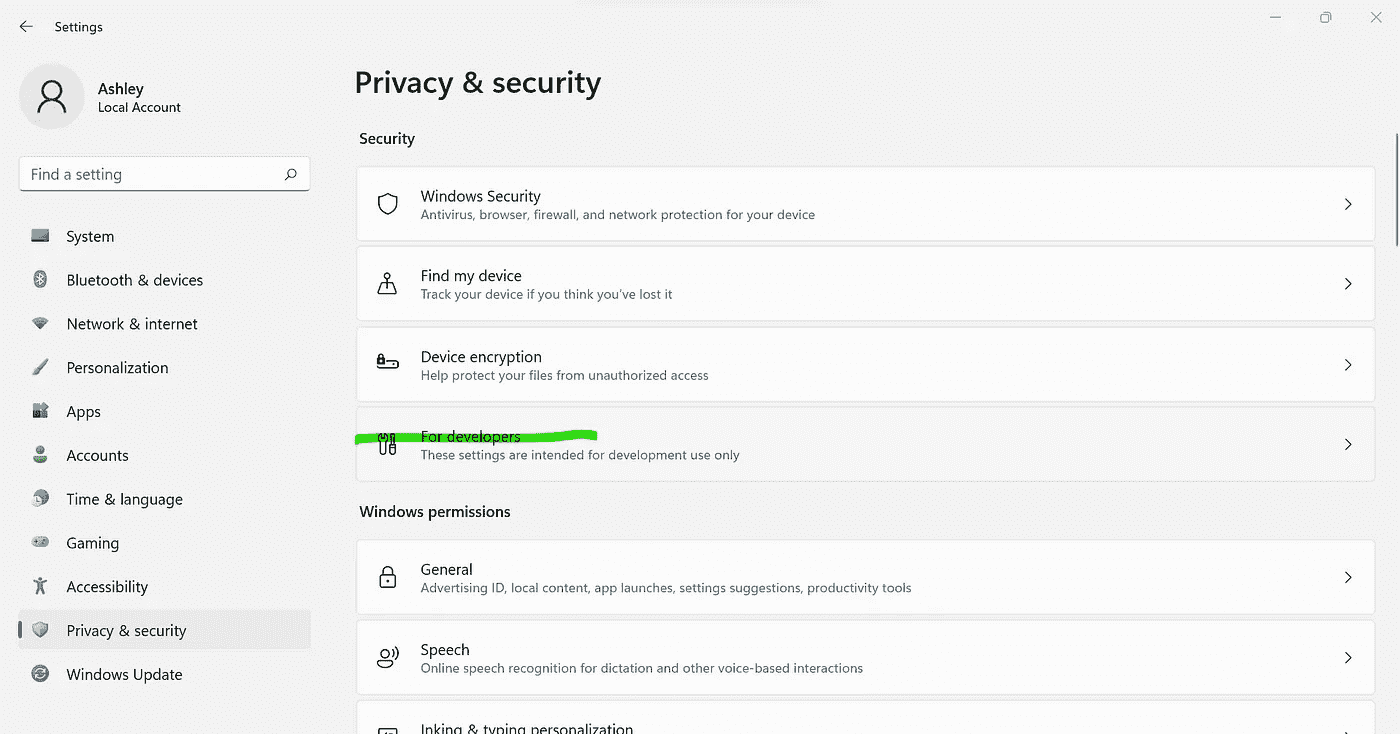 Settings
Ashley
Local Account
Find a setting
System
Bluetooth & devices
Network & internet
Personalization
Apps
Accounts
Time & language
Gaming
Accessibility
Privacy & security
Windows Update
Privacy & security
Security
Windows Security
Antivirus, browser, firewall, and network protection for your device
Find my device
Track your device if you think you've lost it
Device encryption
Help protect your files from unauthorized access
For developers
These settings are intended for development use only
Windows permissions
General
Advertising ID, local content, app launches, settings suggestions, productivity tools
Speech
Online speech recognition for dictation and other voice-based interactions
Inking & typing personalization